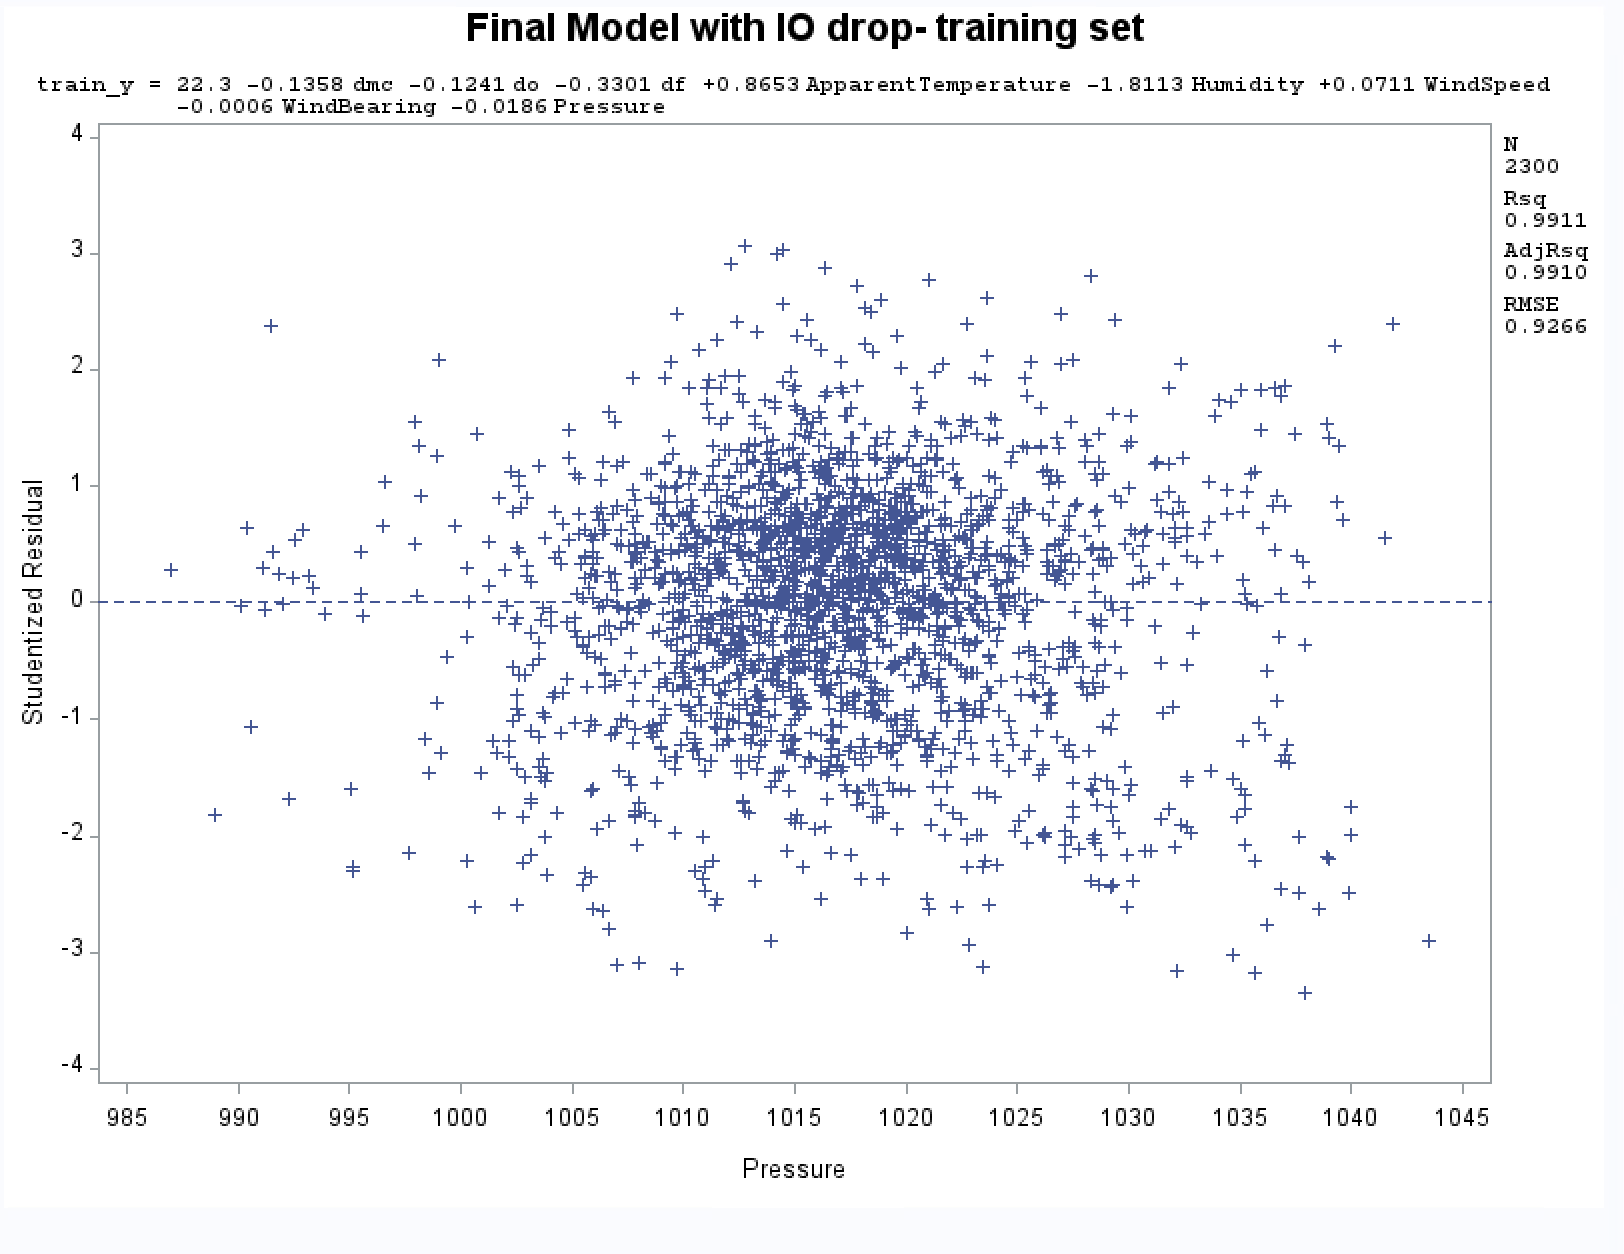 Final Model with IO drop- training set
train_y = 22.3 -0.1358 dmc -0.1241 do -0.3301 df +0.8653 ApparentTemperature -1.8113 Humidity +0.0711 WindSpeed
-0.0006 WindBearing -0.0186 Pressure
N
2300
Rsq
0.9911
AdjRsq
0.9910
RMSE
0.9266
4
3
2
1
0
-1
-2
-3
-4
Studentized Residual
985 990 995 1000 1005 1010 1015 1020 1025 1030 1035 1040 1045
Pressure